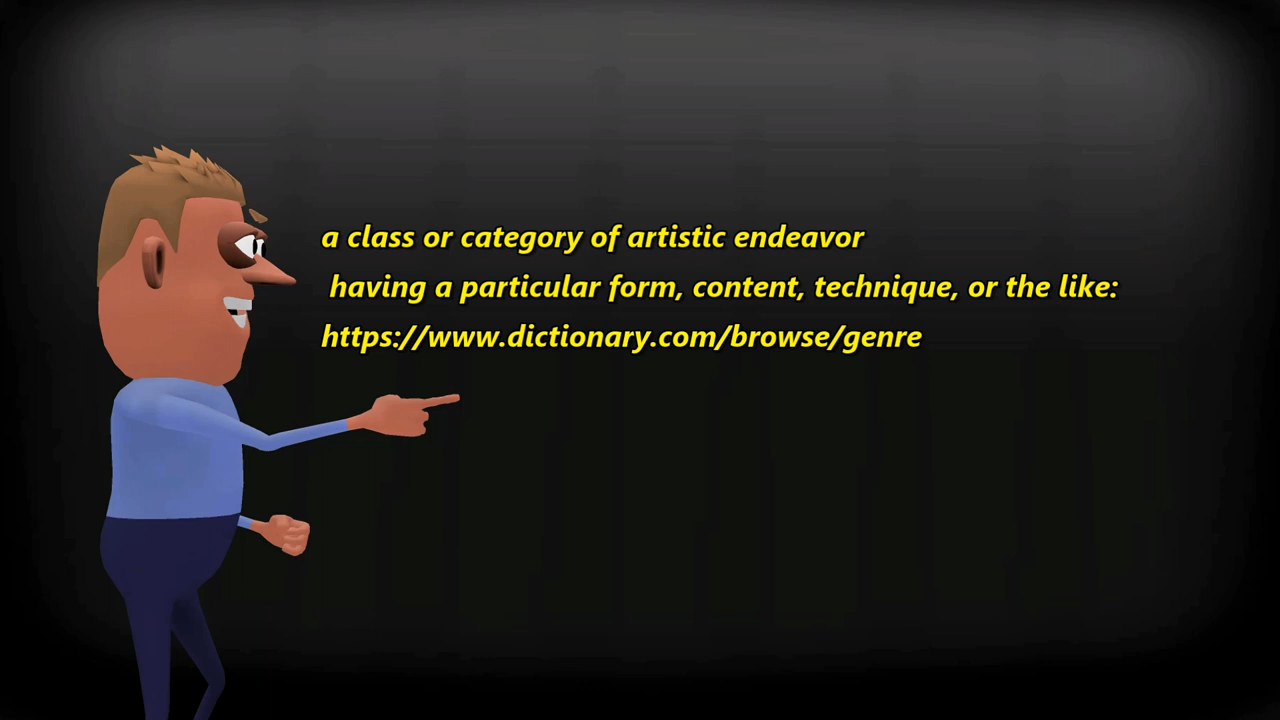 a class or category of artistic endeavor
having a particular form, content, technique, or the like:
https://www.dictionary.com/browse/genre